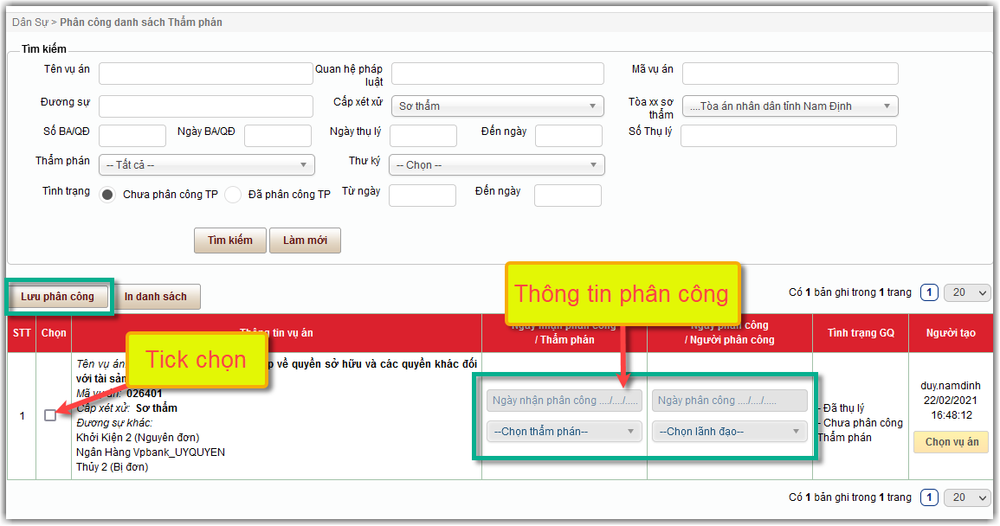 Dân Sự > Phân công danh sách Thẩm phán
Tìm kiếm
Tên vụ án
Quan hệ pháp luật
Mã vụ án
Đương sự
Cấp xét xử
Sơ thẩm
Tòa xx sơ thẩm
....Tòa án nhân dân tỉnh Nam Định
Số BA/QĐ
Ngày BA/QĐ
Ngày thụ lý
Đến ngày
Số Thụ lý
Thẩm phán
-- Tất cả --
Thư ký
-- Chọn --
Tình trạng
Chưa phân công TP
Đã phân công TP
Từ ngày
Đến ngày
Tìm kiếm
Làm mới
Thông tin phân công
Lưu phân công
In danh sách
Có 1 bản ghi trong 1 trang
1
20
STT
Chọn
Thông tin vụ án
Ngày nhận phân công
/ Thẩm phán
Ngày phân công
/ Người phân công
Tình trạng GQ
Người tạo
Tick chọn
1
Tên vụ án:
p về quyền sở hữu và các quyền khác đối
với tài sản
Mã vụ án: 026401
Cấp xét xử: Sơ thẩm
Đương sự khác:
Khởi Kiện 2 (Nguyên đơn)
Ngân Hàng Vpbank_UYQUYEN
Thủy 2 (Bị đơn)
Ngày nhận phân công ..../..../.....
--Chọn thẩm phán--
Ngày phân công ..../..../.....
--Chọn lãnh đạo--
- Đã thụ lý
- Chưa phân công
Thẩm phán
duy.namdinh
22/02/2021
16:48:12
Chọn vụ án
Có 1 bản ghi trong 1 trang
1
20